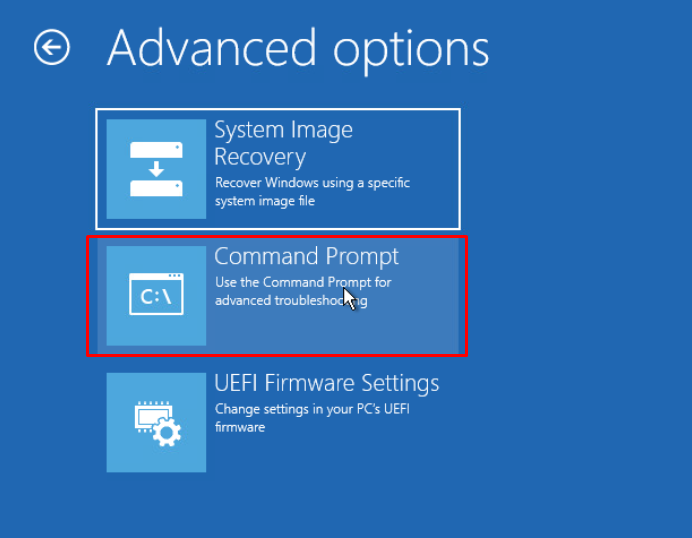 Advanced options
System Image
Recovery
Recover Windows using a specific
system image file
Command Prompt
Use the Command Prompt for
advanced troubleshooting
C:\
UEFI Firmware Settings
Change settings in your PC's UEFI
firmware